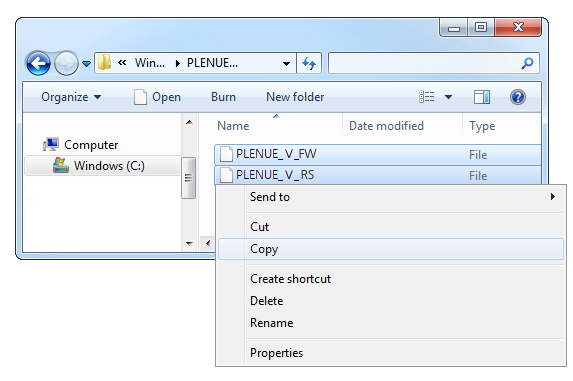 « Win... PLENUE...
Organize Open Burn New folder
Name Date modified Type
Computer
Windows (C:)
PLENUE_V_FW File
PLENUE_V_RS File
Send to
Cut
Copy
Create shortcut
Delete
Rename
Properties